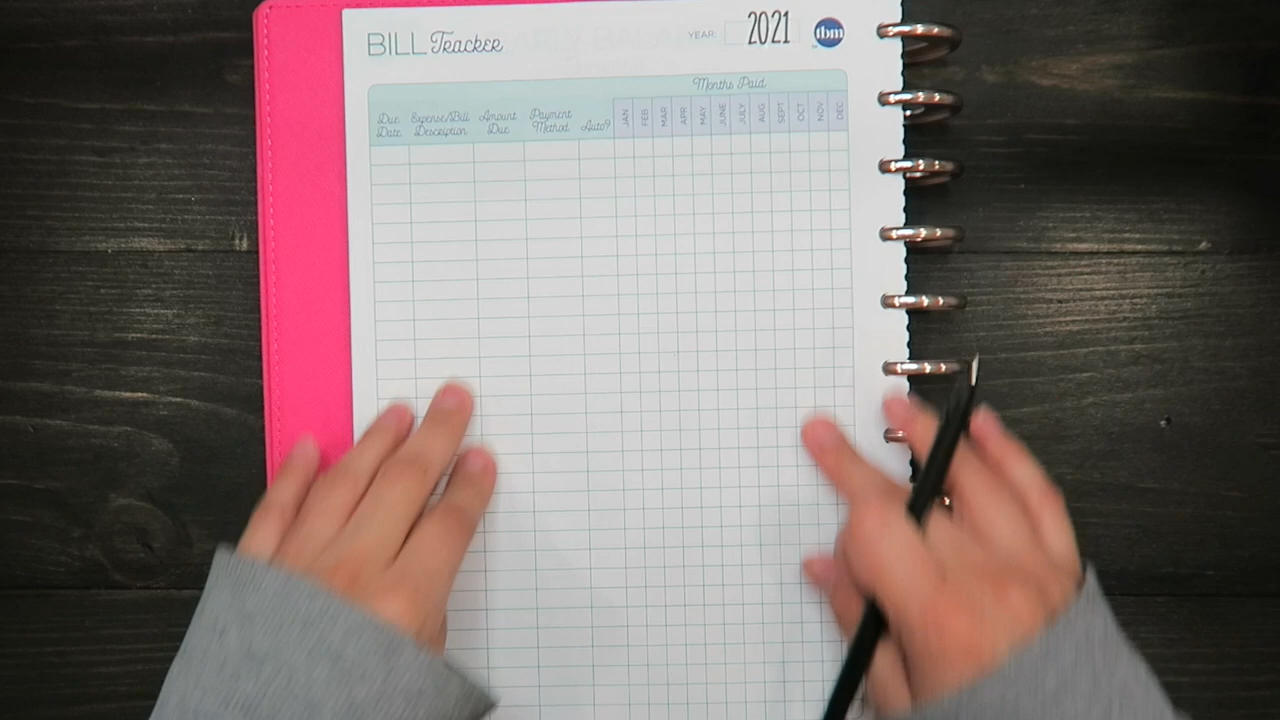 BILL Tracker YEAR: 2021 tbm
Months Paid
Due Date Expense/Bill Description Amount Due Payment Method Auto? JAN FEB MAR APR MAY JUNE JULY AUG SEPT OCT NOV DEC